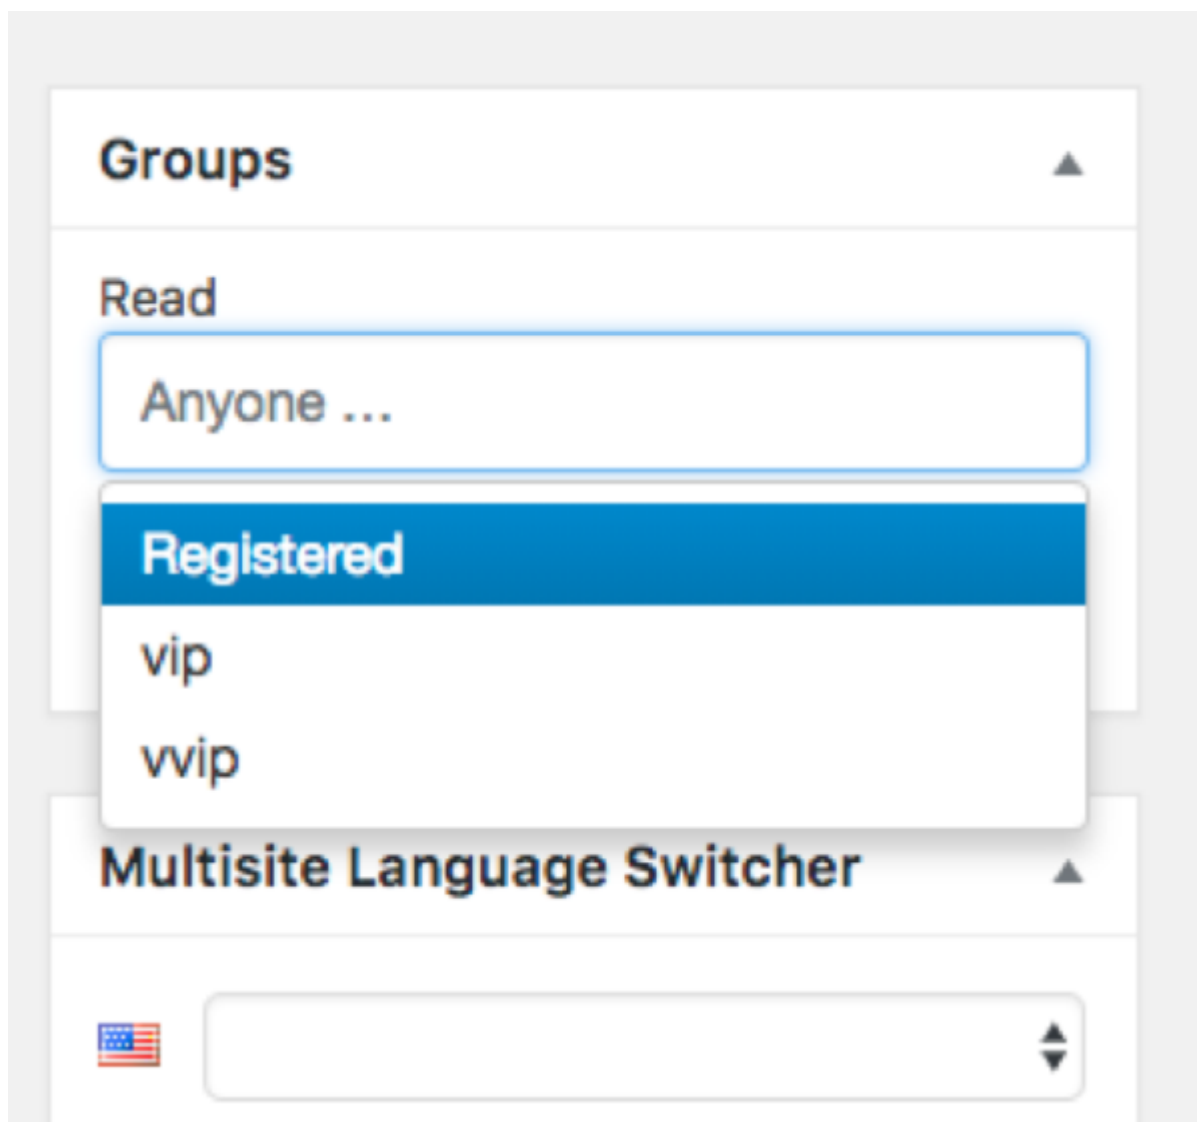 Groups
Read
Anyone ...
Registered
vip
vvip
Multisite Language Switcher